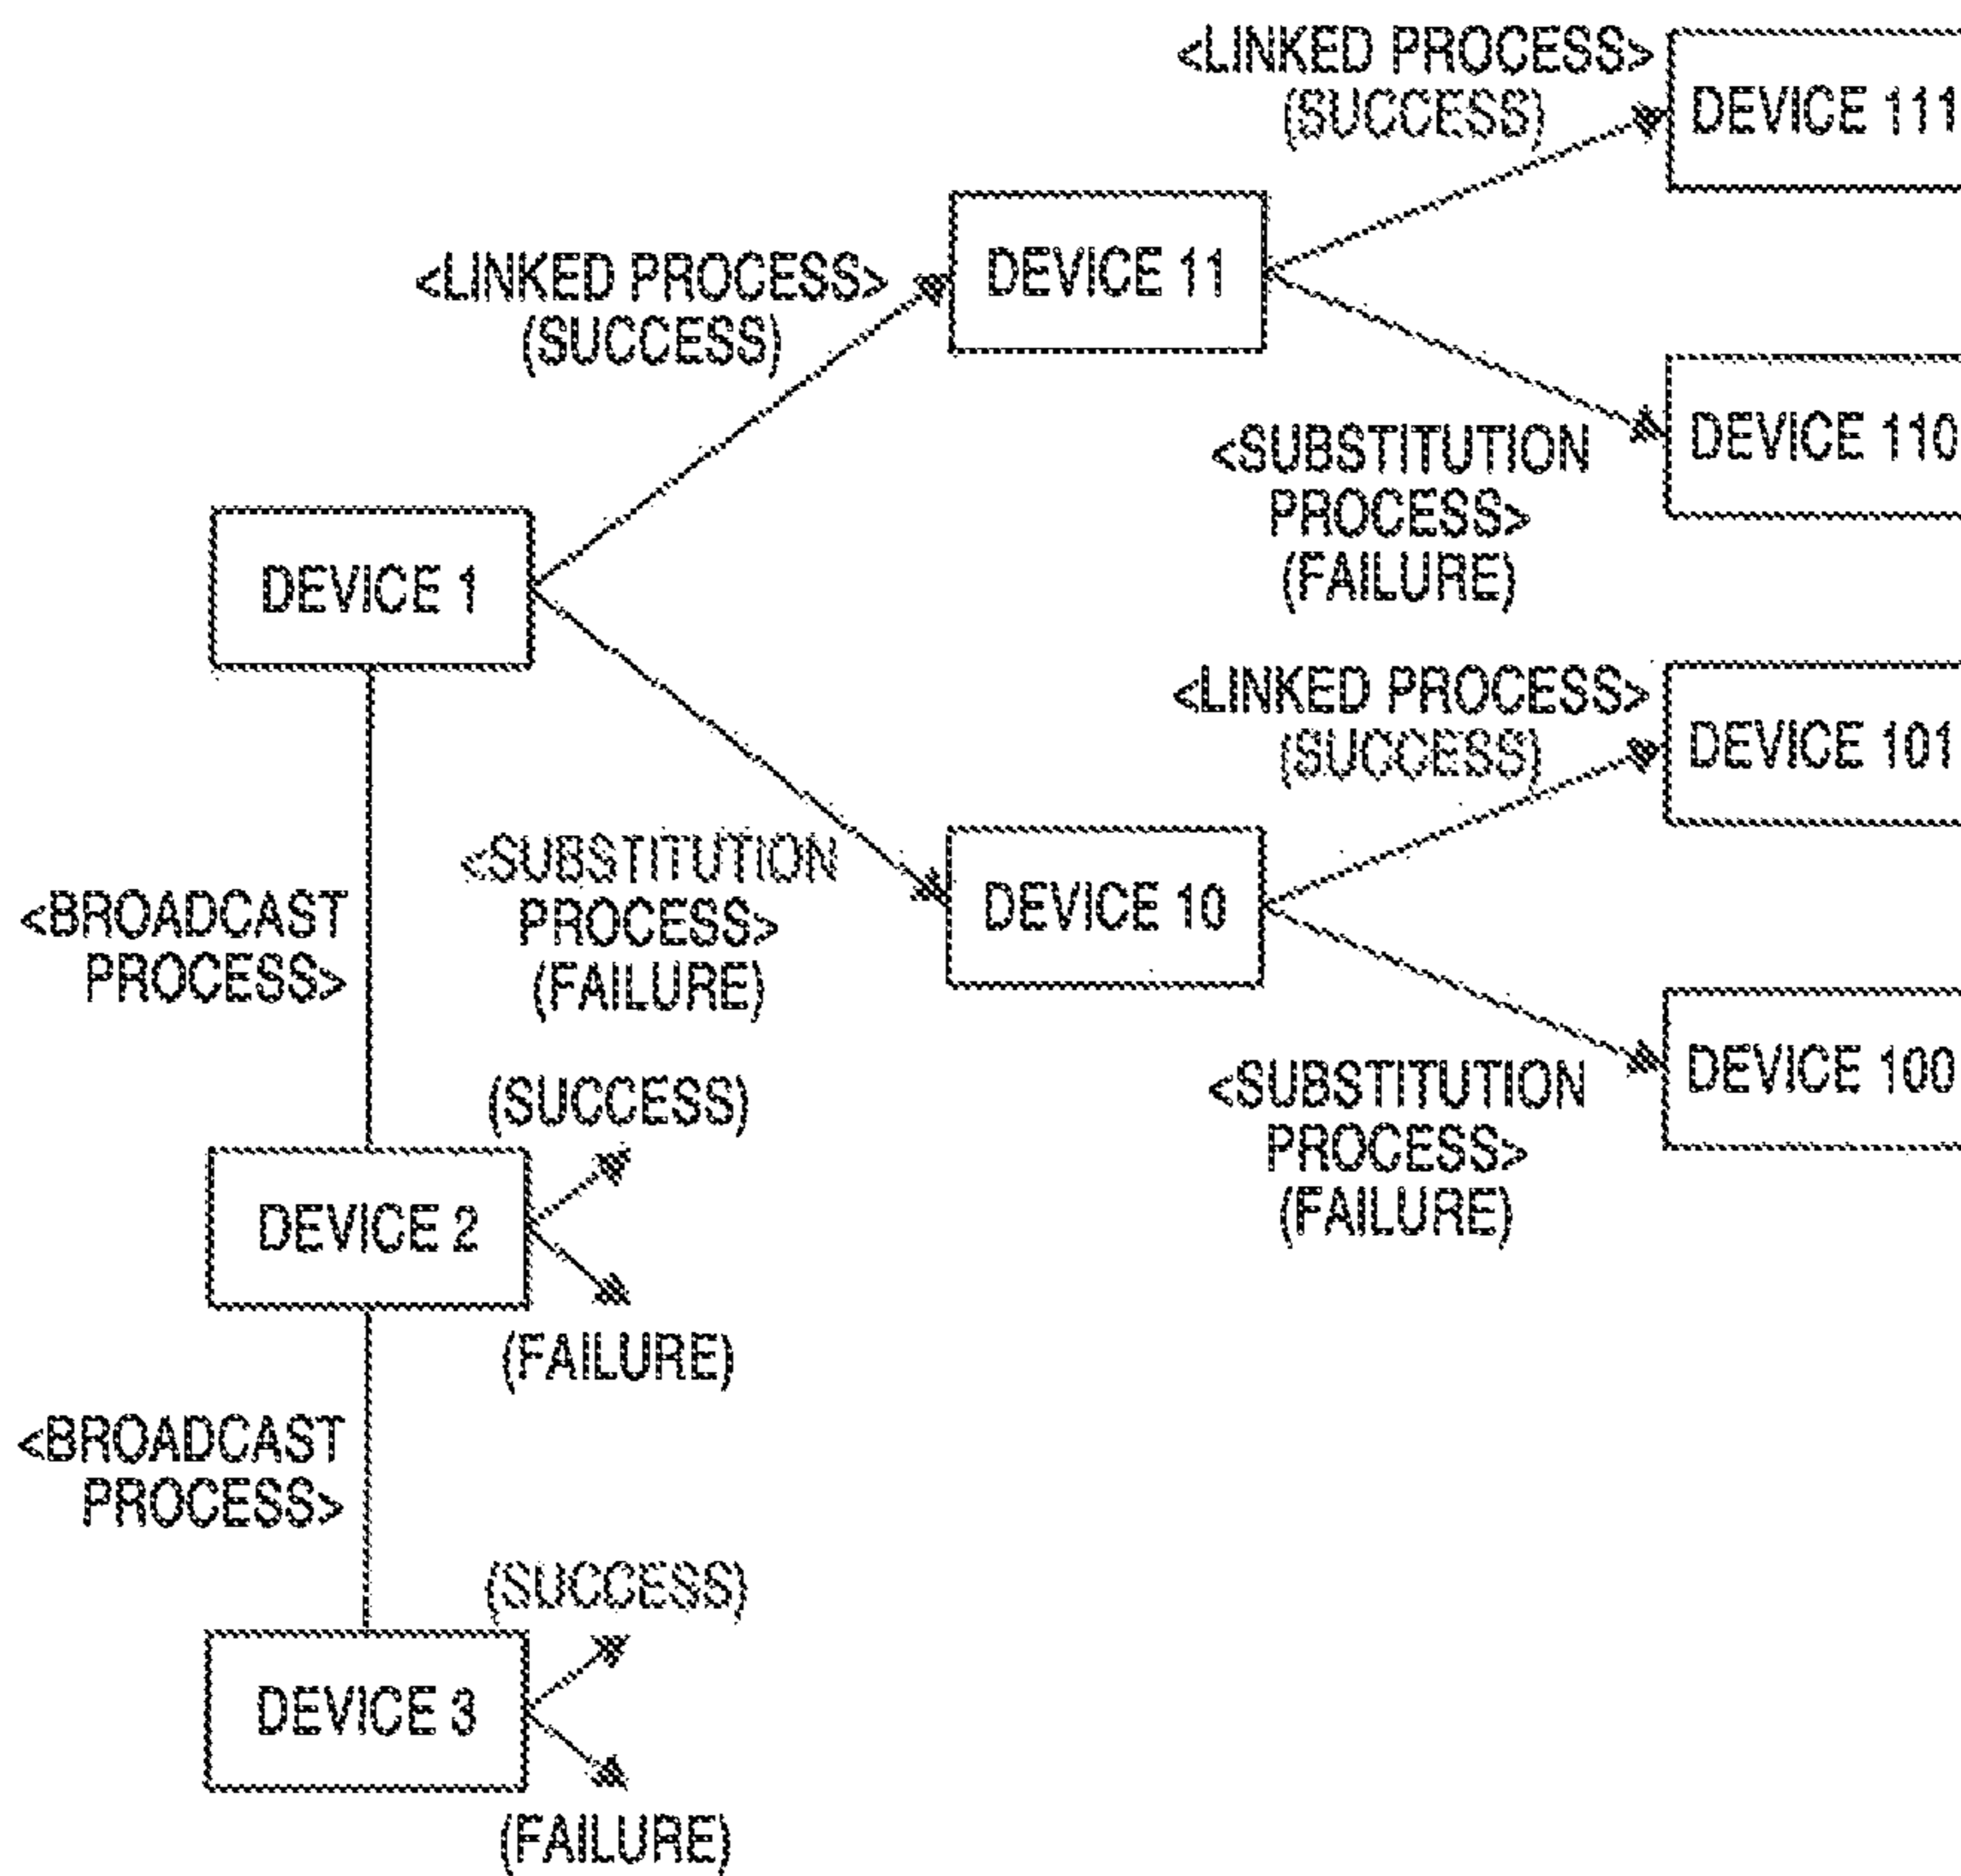 <LINKED PROCESS>
(SUCCESS)
DEVICE 111
<LINKED PROCESS>
(SUCCESS)
DEVICE 11
<SUBSTITUTION
PROCESS>
(FAILURE)
DEVICE 110
DEVICE 1
<LINKED PROCESS>
(SUCCESS)
DEVICE 101
<SUBSTITUTION
PROCESS>
(FAILURE)
DEVICE 10
<BROADCAST
PROCESS>
<SUBSTITUTION
PROCESS>
(FAILURE)
DEVICE 100
(SUCCESS)
DEVICE 2
(FAILURE)
<BROADCAST
PROCESS>
(SUCCESS)
DEVICE 3
(FAILURE)